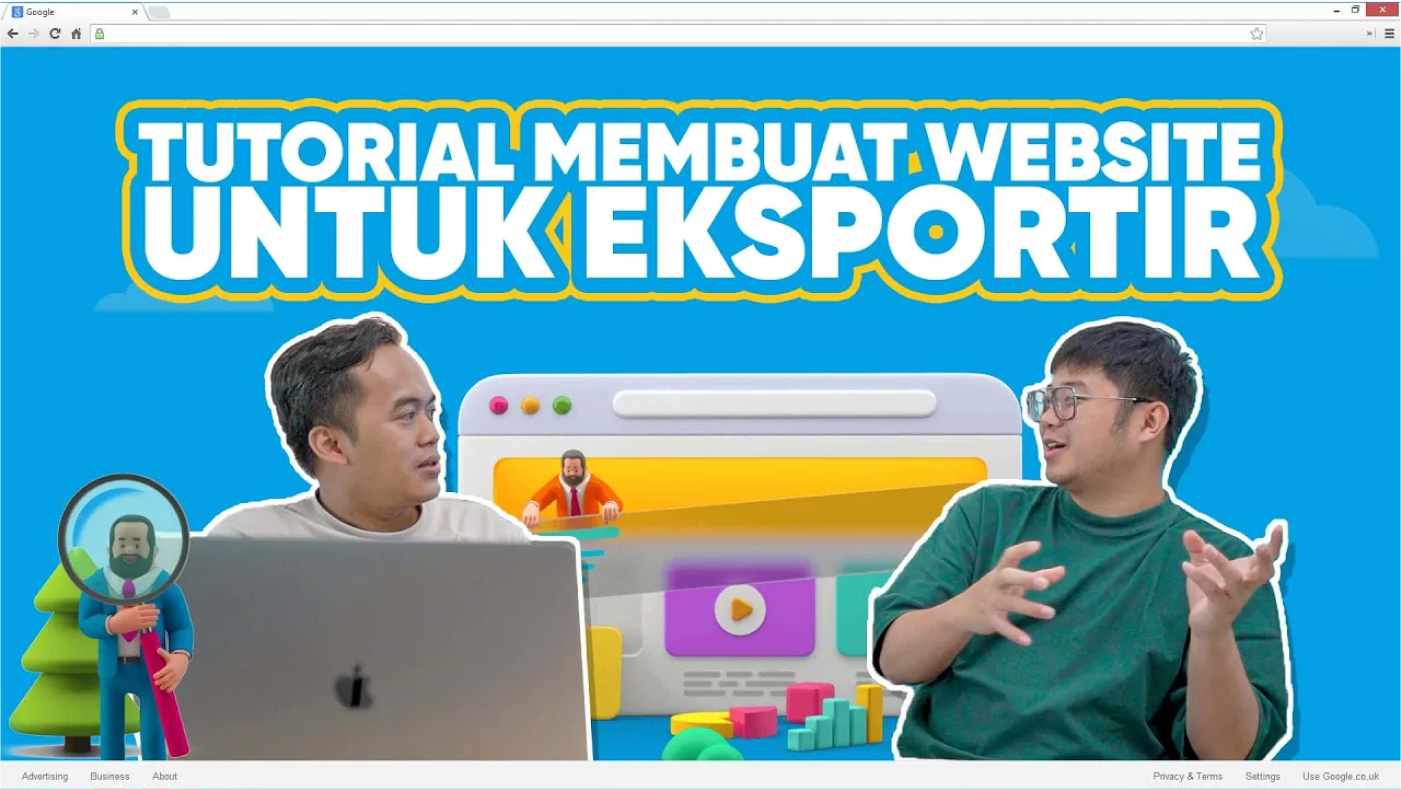 Google
TUTORIAL MEMBUAT WEBSITE
UNTUK EKSPORTIR
Advertising Business About Privacy & Terms Settings Use Google.co.uk